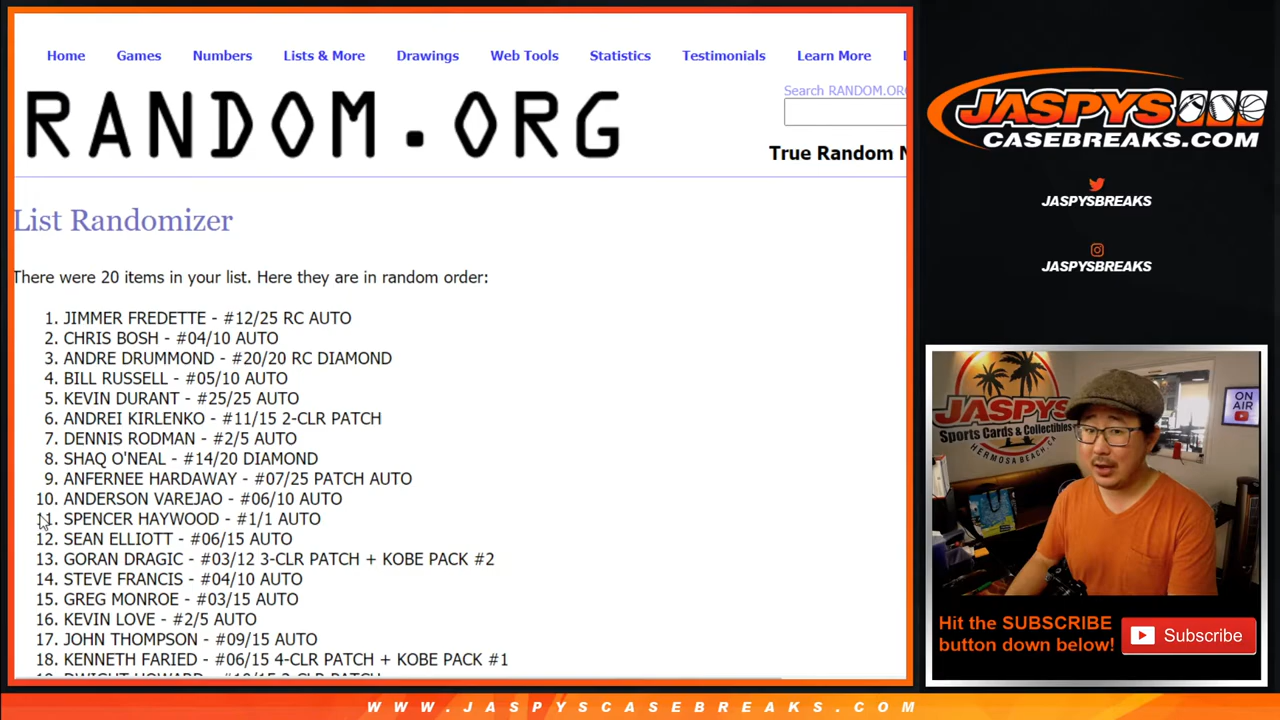 Home Games Numbers Lists & More Drawings Web Tools Statistics Testimonials Learn More
Search RANDOM.ORG
RANDOM.ORG
True Random
List Randomizer
There were 20 items in your list. Here they are in random order:
1. JIMMER FREDETTE - #12/25 RC AUTO
2. CHRIS BOSH - #04/10 AUTO
3. ANDRE DRUMMOND - #20/20 RC DIAMOND
4. BILL RUSSELL - #05/10 AUTO
5. KEVIN DURANT - #25/25 AUTO
6. ANDREI KIRLENKO - #11/15 2-CLR PATCH
7. DENNIS RODMAN - #2/5 AUTO
8. SHAQ O'NEAL - #14/20 DIAMOND
9. ANFERNEE HARDAWAY - #07/25 PATCH AUTO
10. ANDERSON VAREJAO - #06/10 AUTO
11. SPENCER HAYWOOD - #1/1 AUTO
12. SEAN ELLIOTT - #06/15 AUTO
13. GORAN DRAGIC - #03/12 3-CLR PATCH + KOBE PACK #2
14. STEVE FRANCIS - #04/10 AUTO
15. GREG MONROE - #03/15 AUTO
16. KEVIN LOVE - #2/5 AUTO
17. JOHN THOMPSON - #09/15 AUTO
18. KENNETH FARIED - #06/15 4-CLR PATCH + KOBE PACK #1
JASPYS
CASEBREAKS.COM
JASPYSBREAKS
JASPYSBREAKS
JASPYS
Sports Cards & Collectibles
HERMOSA BEACH CA
ON AIR
Hit the SUBSCRIBE
button down below!
Subscribe
WWW.JASPYSCASEBREAKS.COM